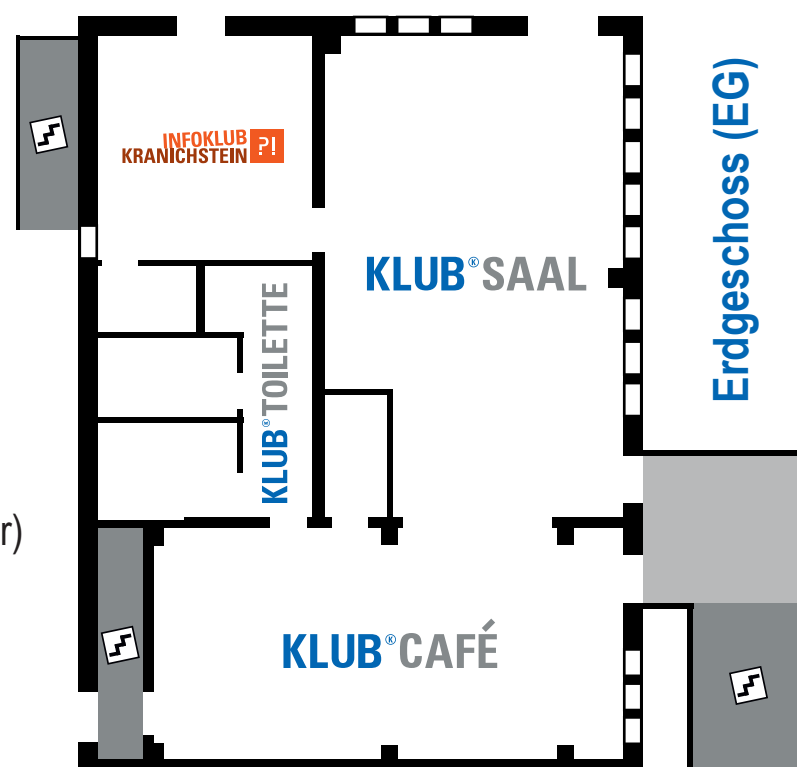 INFOKLUB
KRANICHSTEIN ?!
KLUB®SAAL
Erdgeschoss (EG)
KLUB®TOILETTE
r)
KLUB®CAFÉ